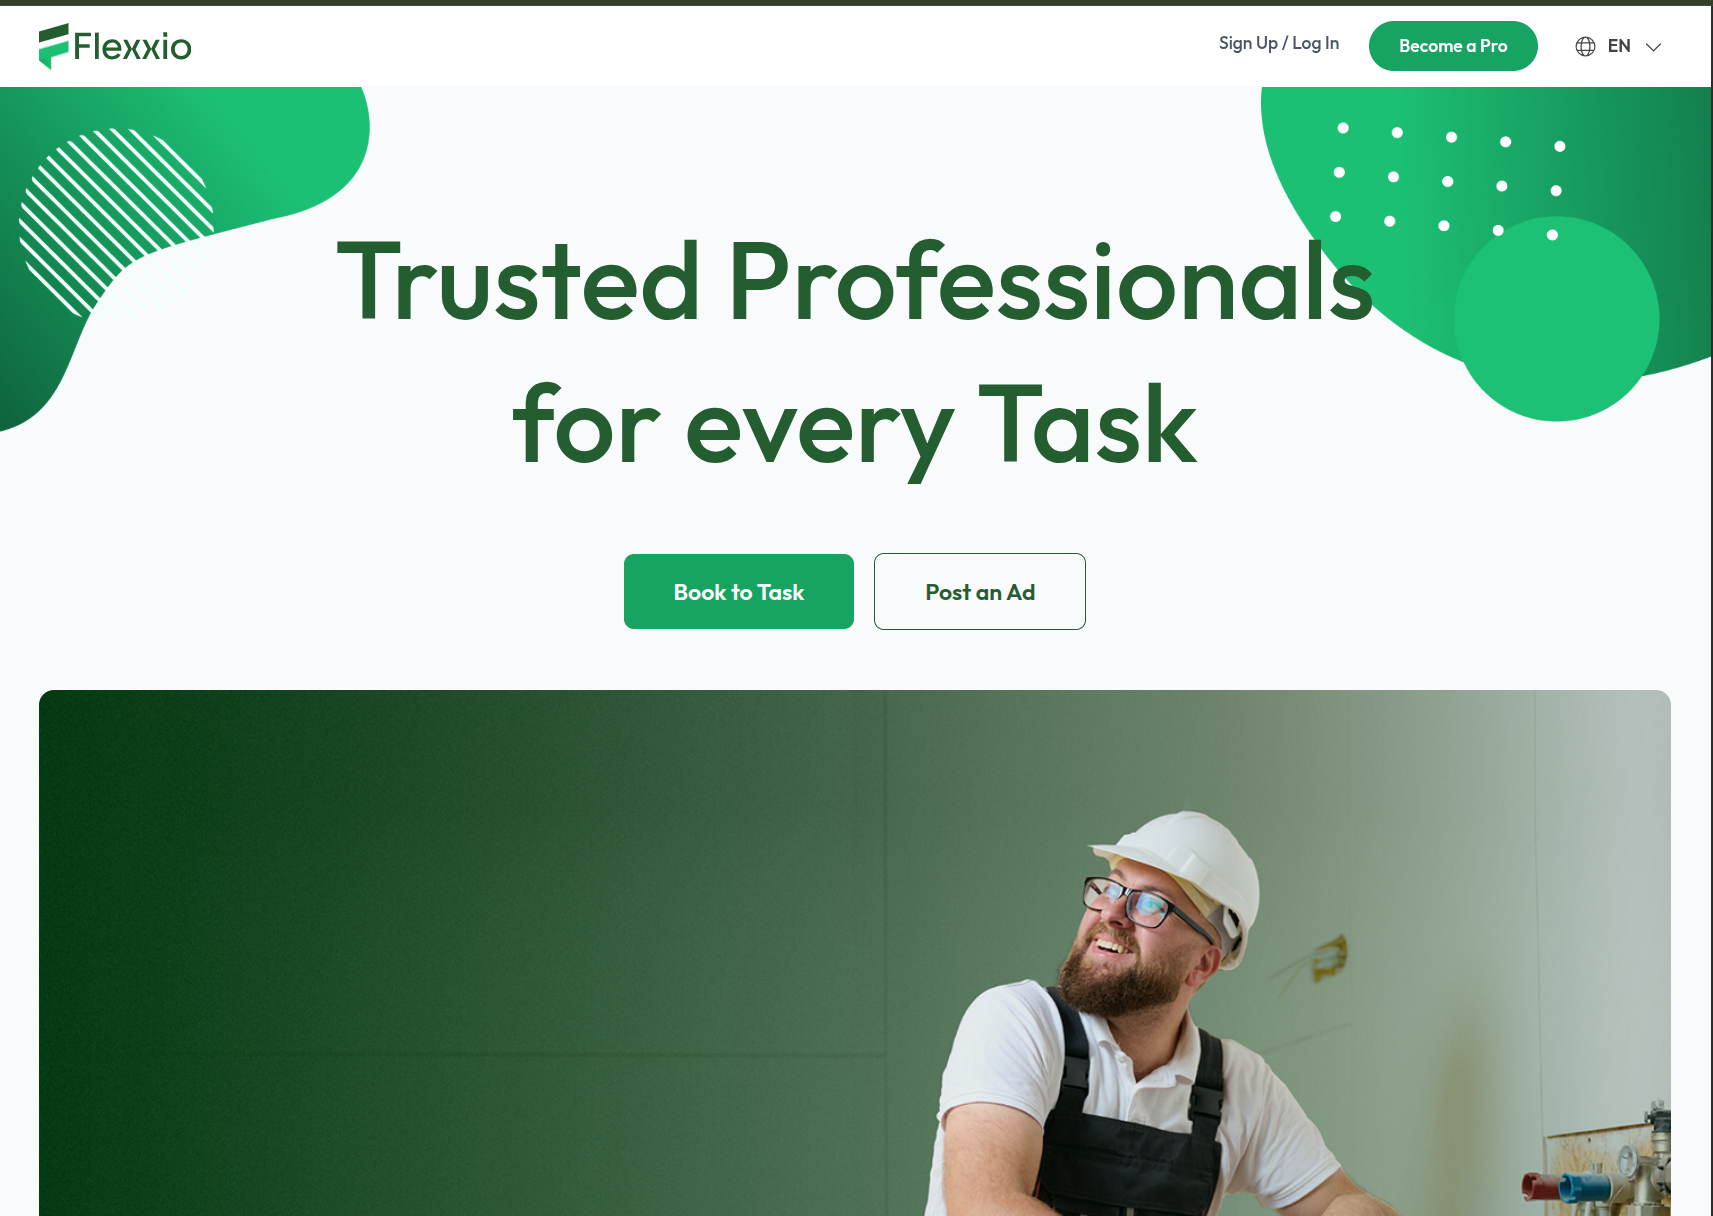 Flexxio
Sign Up / Log In
Become a Pro
EN
Trusted Professionals
for every Task
Book to Task
Post an Ad